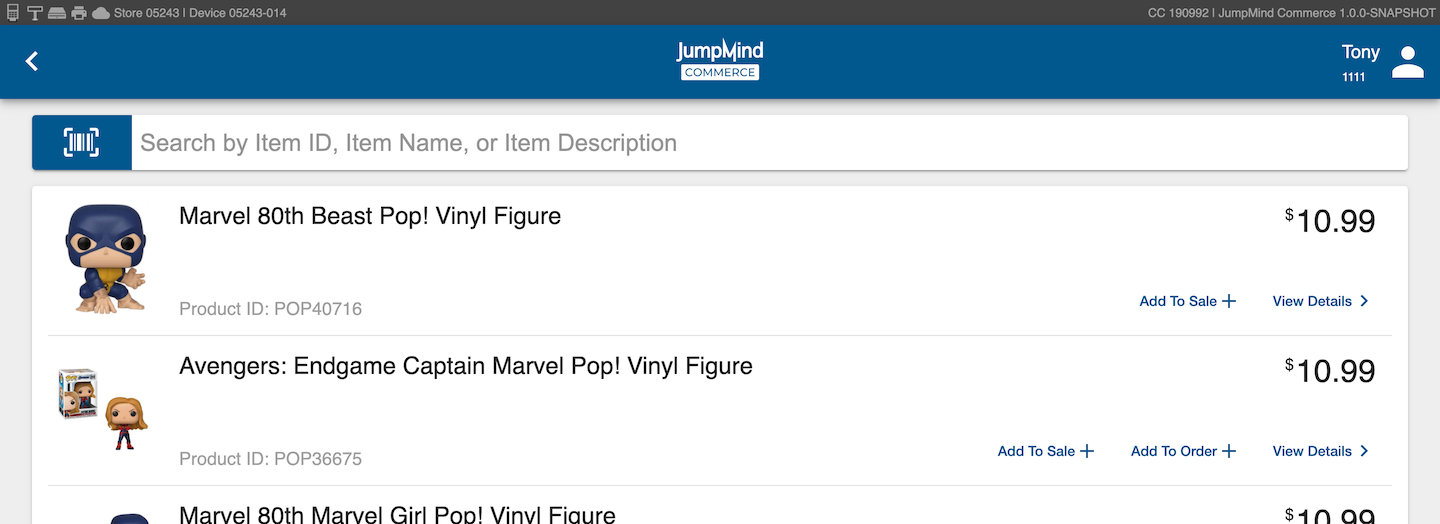 Store 05243 | Device 05243-014
CC 190992 | JumpMind Commerce 1.0.0-SNAPSHOT
JumpMind
COMMERCE
Tony
1111
Search by Item ID, Item Name, or Item Description
Marvel 80th Beast Pop! Vinyl Figure
$10.99
Product ID: POP40716
Add To Sale
View Details
Avengers: Endgame Captain Marvel Pop! Vinyl Figure
$10.99
Product ID: POP36675
Add To Sale
Add To Order
View Details
Marvel 80th Marvel Girl Pop! Vinyl Figure
$10.99